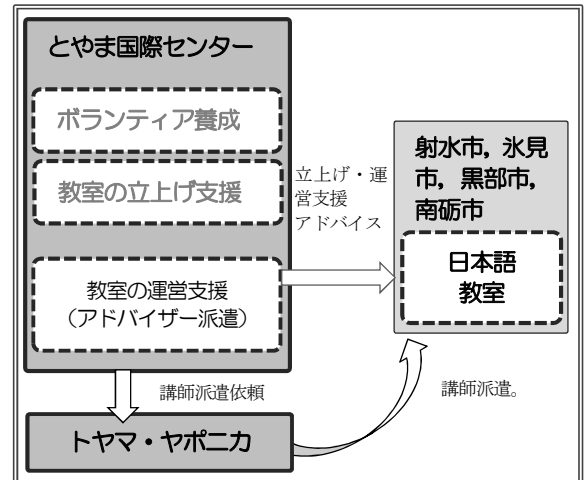 とやま国際センター
ボランティア養成
教室の立上げ支援
教室の運営支援
（アドバイザー派遣）
立上げ・運
営支援
アドバイス
射水市，氷見
市，黒部市，
南砺市
日本語
教室
講師派遣依頼
講師派遣。
トヤマ・ヤポニカ